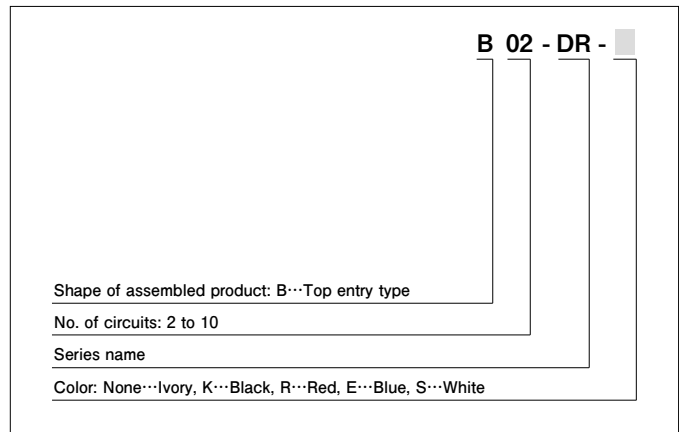 B 02 - DR -
Shape of assembled product: B⋯Top entry type
No. of circuits: 2 to 10
Series name
Color: None⋯Ivory, K⋯Black, R⋯Red, E⋯Blue, S⋯White